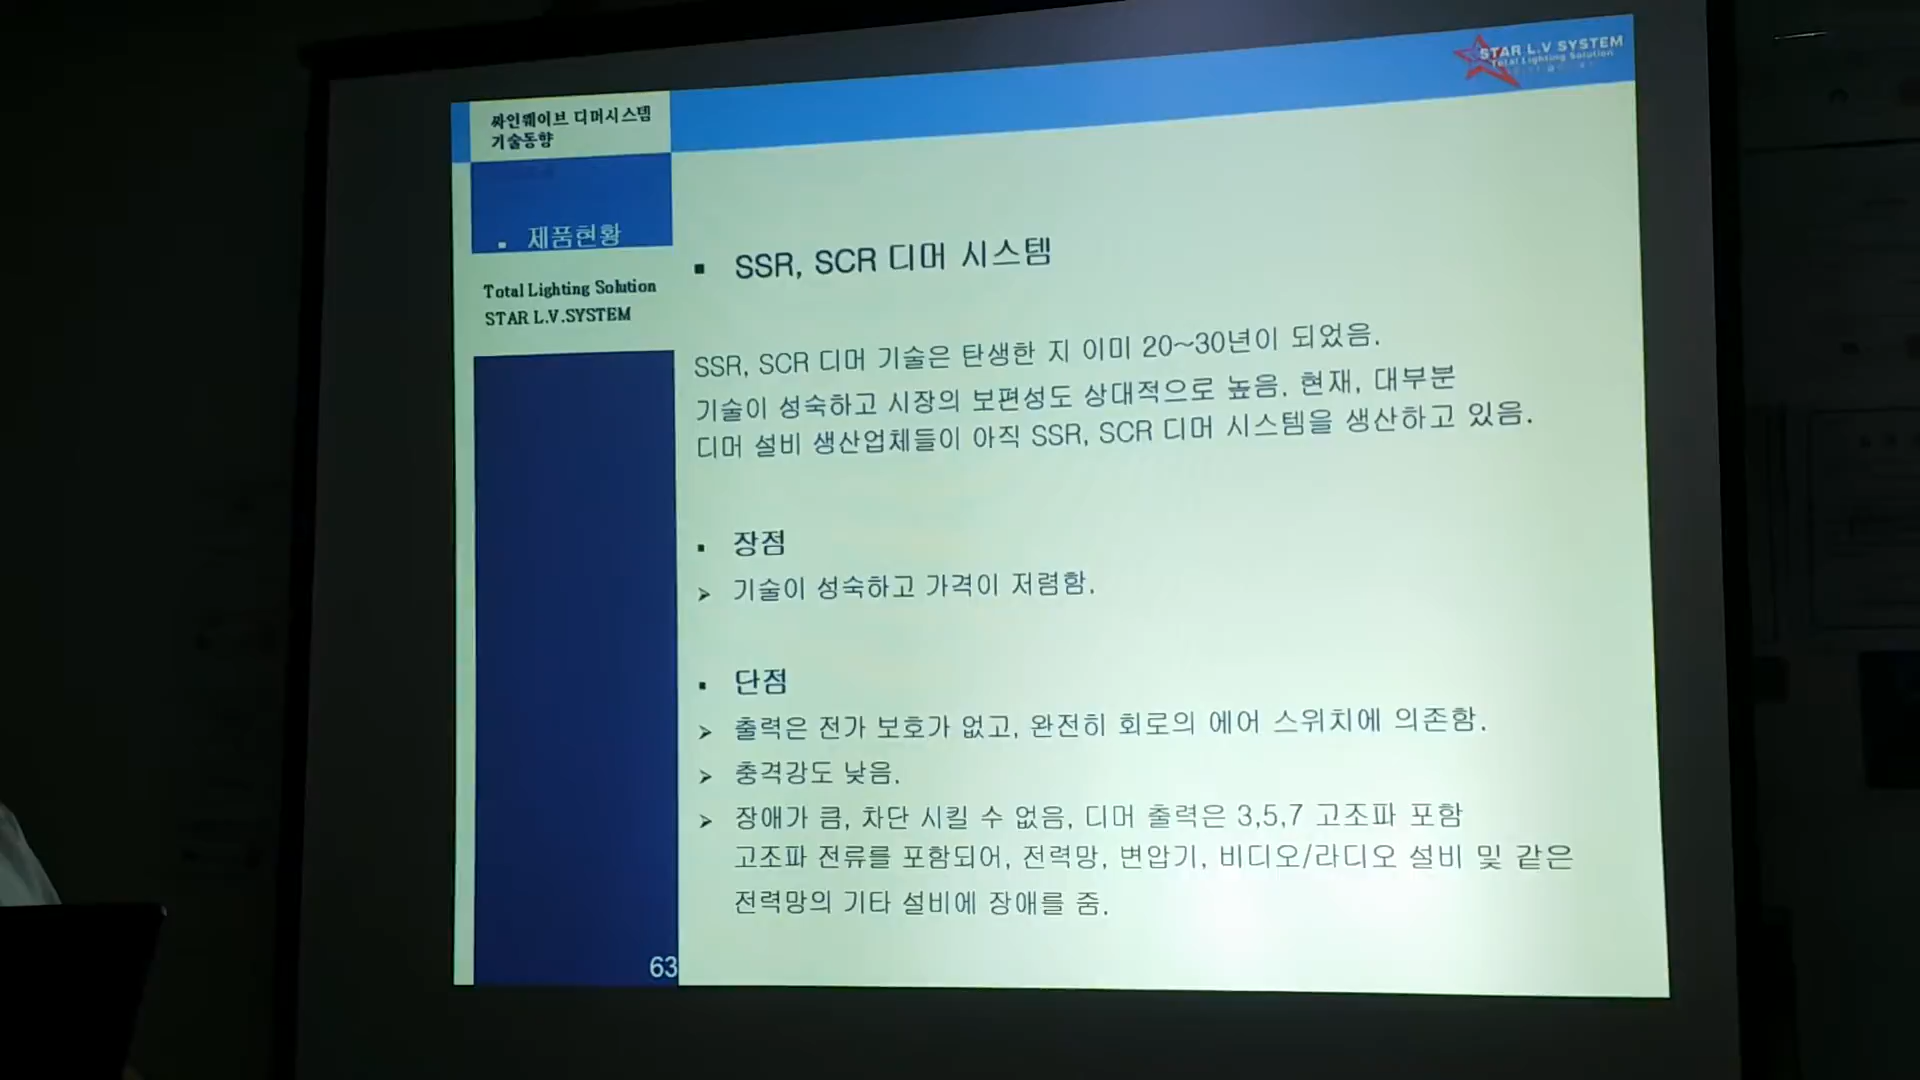 싸인웨이브 디머시스템
기술동향
STAR L.V SYSTEM
Total Lighting Solution
▪ 제품현황
Total Lighting Solution
STAR L.V.SYSTEM
▪ SSR, SCR 디머 시스템
SSR, SCR 디머 기술은 탄생한 지 이미 20~30년이 되었음.
기술이 성숙하고 시장의 보편성도 상대적으로 높음. 현재, 대부분
디머 설비 생산업체들이 아직 SSR, SCR 디머 시스템을 생산하고 있음.
▪ 장점
➢ 기술이 성숙하고 가격이 저렴함.
▪ 단점
➢ 출력은 전가 보호가 없고, 완전히 회로의 에어 스위치에 의존함.
➢ 충격강도 낮음.
➢ 장애가 큼, 차단 시킬 수 없음, 디머 출력은 3,5,7 고조파 포함
고조파 전류를 포함되어, 전력망, 변압기, 비디오/라디오 설비 및 같은
전력망의 기타 설비에 장애를 줌.
63